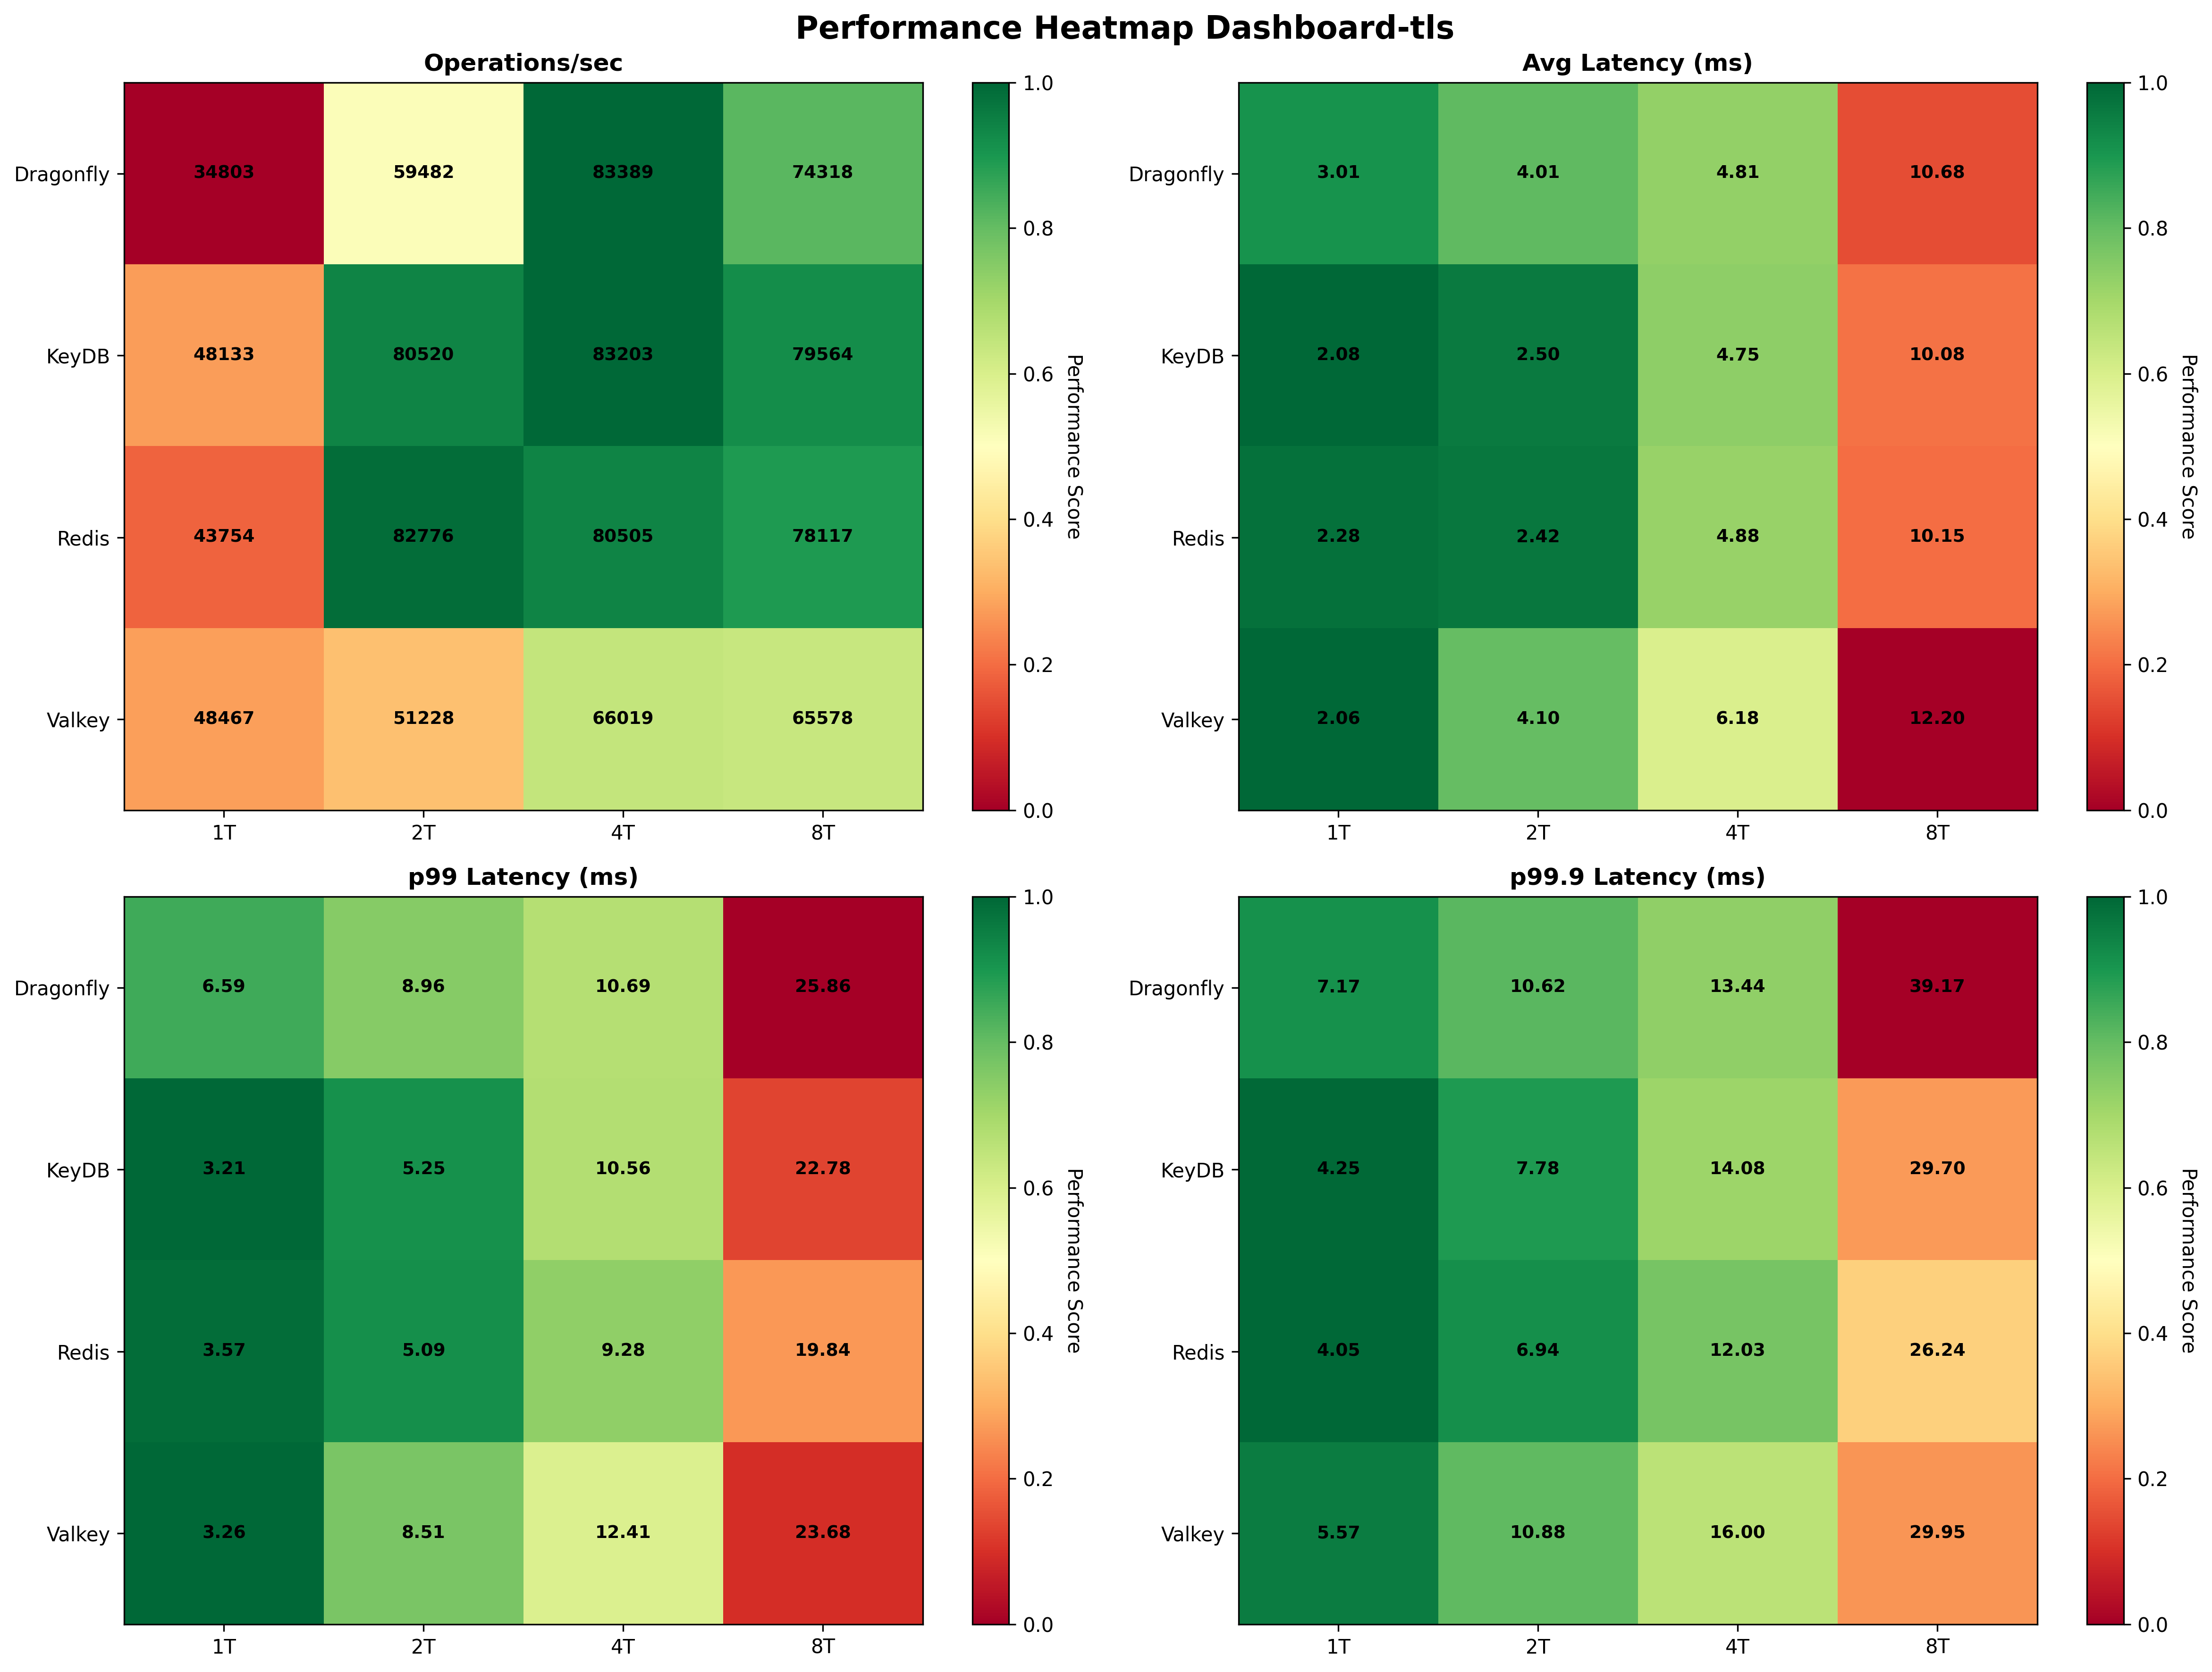 Performance Heatmap Dashboard-tls
Operations/sec
Dragonfly 34803 59482 83389 74318
KeyDB 48133 80520 83203 79564
Redis 43754 82776 80505 78117
Valkey 48467 51228 66019 65578
1T 2T 4T 8T
1.0
0.8
0.6
0.4
0.2
0.0
Performance Score
Avg Latency (ms)
Dragonfly 3.01 4.01 4.81 10.68
KeyDB 2.08 2.50 4.75 10.08
Redis 2.28 2.42 4.88 10.15
Valkey 2.06 4.10 6.18 12.20
1T 2T 4T 8T
1.0
0.8
0.6
0.4
0.2
0.0
Performance Score
p99 Latency (ms)
Dragonfly 6.59 8.96 10.69 25.86
KeyDB 3.21 5.25 10.56 22.78
Redis 3.57 5.09 9.28 19.84
Valkey 3.26 8.51 12.41 23.68
1T 2T 4T 8T
1.0
0.8
0.6
0.4
0.2
0.0
Performance Score
p99.9 Latency (ms)
Dragonfly 7.17 10.62 13.44 39.17
KeyDB 4.25 7.78 14.08 29.70
Redis 4.05 6.94 12.03 26.24
Valkey 5.57 10.88 16.00 29.95
1T 2T 4T 8T
1.0
0.8
0.6
0.4
0.2
0.0
Performance Score